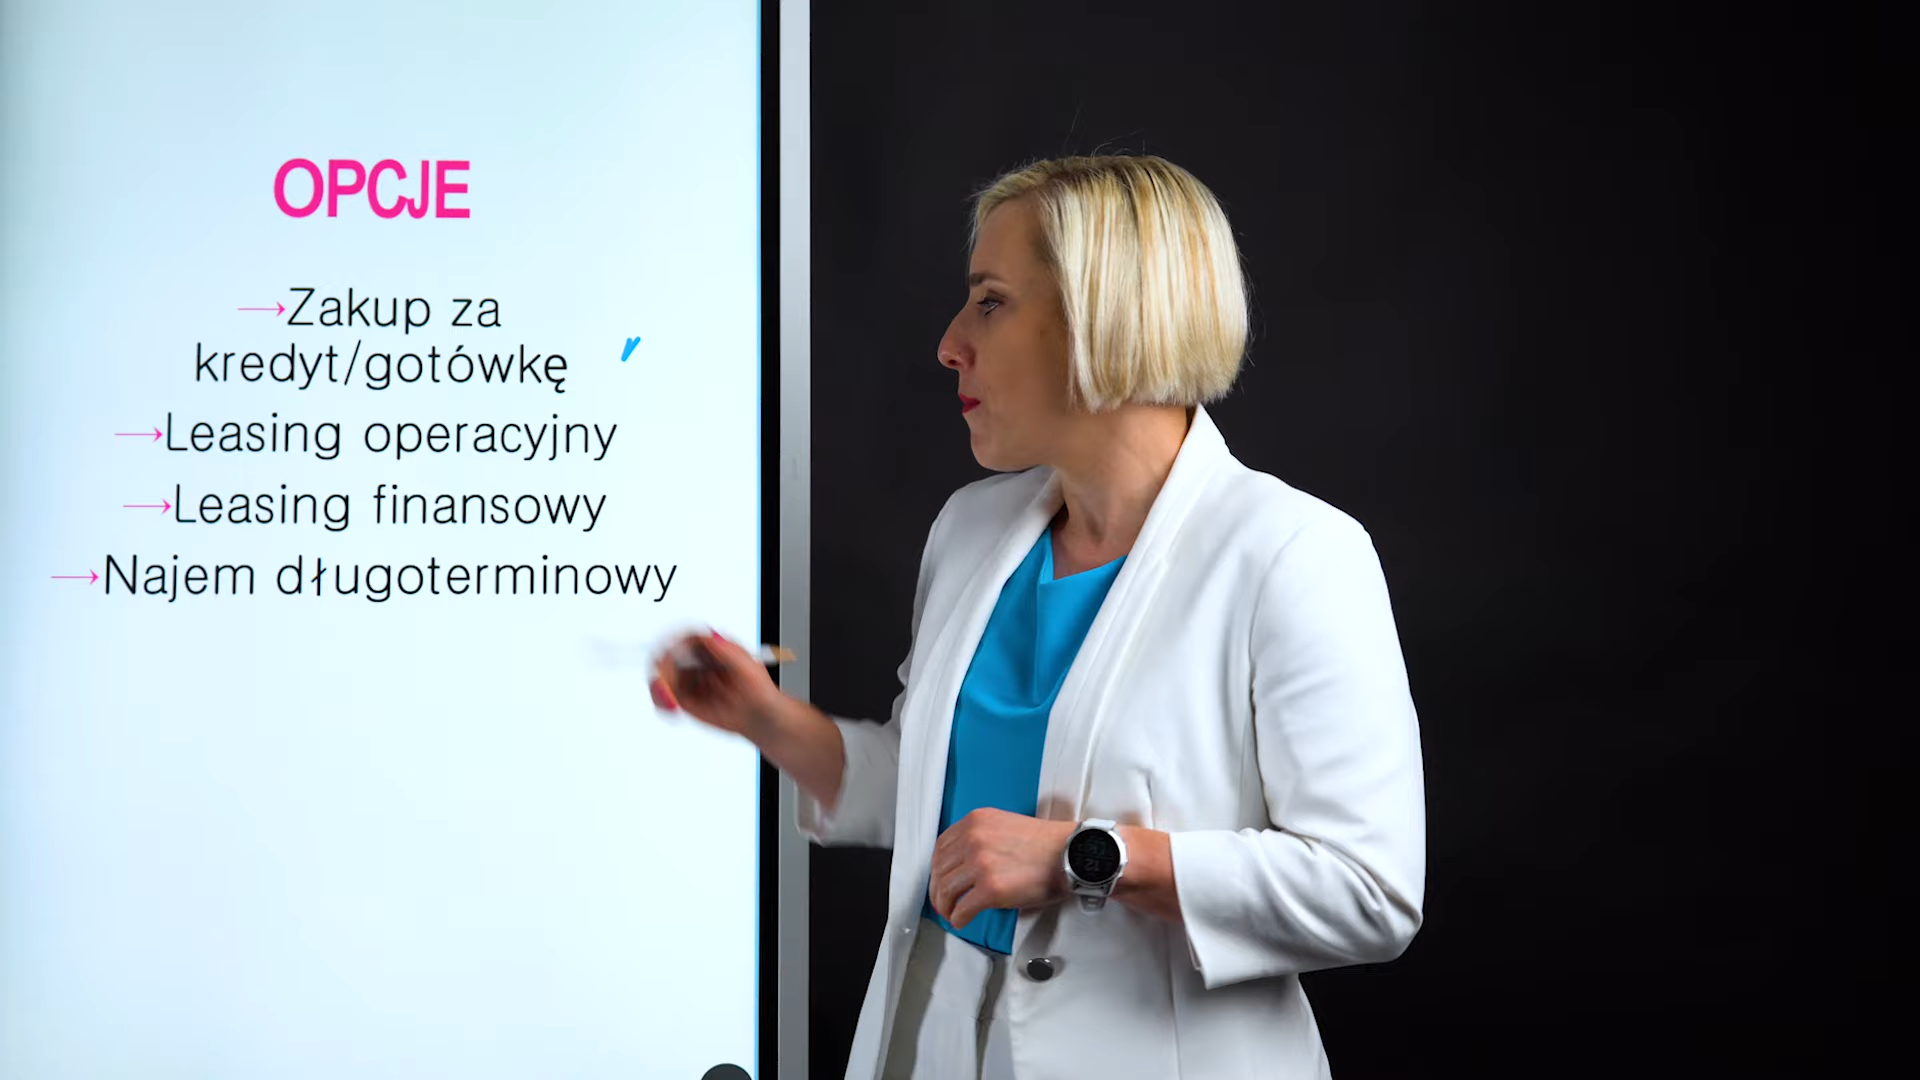 OPCJE
→Zakup za
kredyt/gotówkę
→Leasing operacyjny
→Leasing finansowy
→Najem długoterminowy